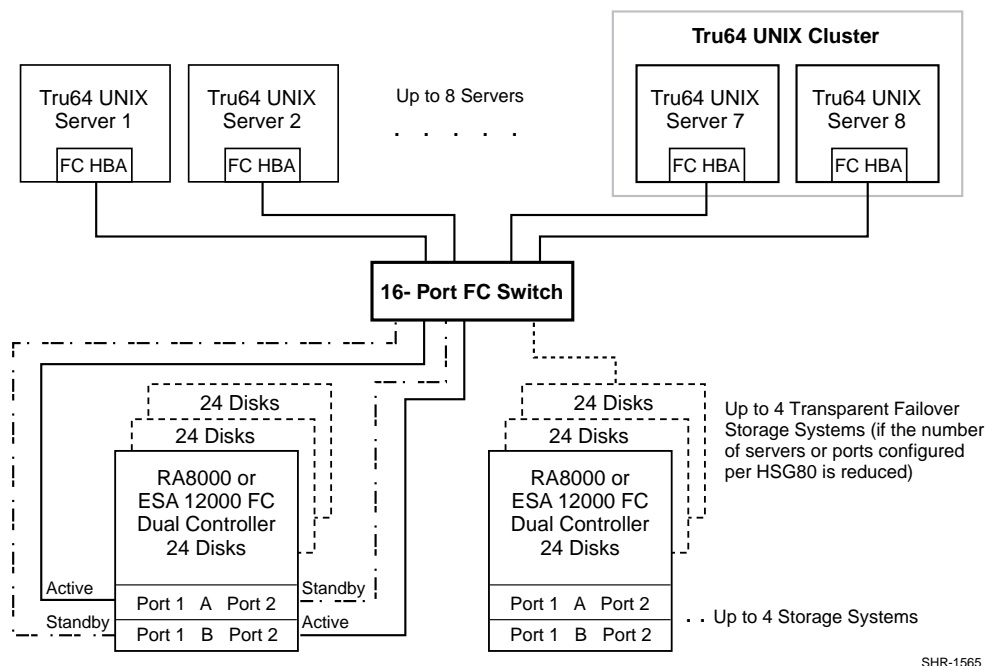 Tru64 UNIX Cluster
Tru64 UNIX
Server 1
FC HBA
Tru64 UNIX
Server 2
FC HBA
Up to 8 Servers
. . . . .
Tru64 UNIX
Server 7
FC HBA
Tru64 UNIX
Server 8
FC HBA
16- Port FC Switch
24 Disks
24 Disks
RA8000 or
ESA 12000 FC
Dual Controller
24 Disks
Active
Standby
Port 1 A Port 2
Port 1 B Port 2
Standby
Active
24 Disks
24 Disks
RA8000 or
ESA 12000 FC
Dual Controller
24 Disks
Port 1 A Port 2
Port 1 B Port 2
Up to 4 Transparent Failover
Storage Systems (if the number
of servers or ports configured
per HSG80 is reduced)
. . Up to 4 Storage Systems
SHR-1565